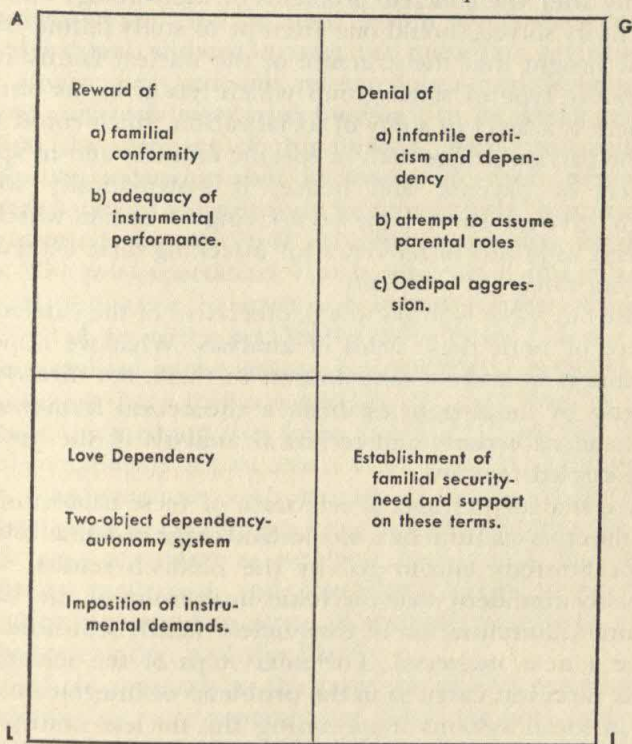 A
G
Reward of
a) familial
conformity
b) adequacy of
instrumental
performance.
Denial of
a) infantile eroti-
cism and depen-
dency
b) attempt to assume
parental roles
c) Oedipal aggres-
sion.
Love Dependency
Two-object dependency-
autonomy system
Imposition of instru-
mental demands.
Establishment of
familial security-
need and support
on these terms.
L
I